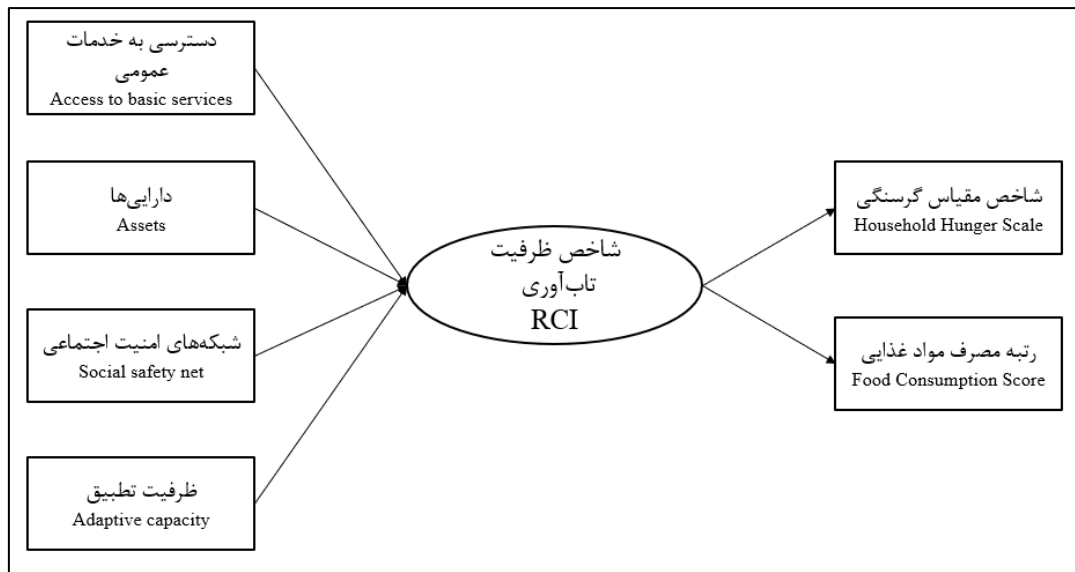 دسترسی به خدمات
عمومی
Access to basic services
دارایی‌ها
Assets
شبکه‌های امنیت اجتماعی
Social safety net
ظرفیت تطبیق
Adaptive capacity
شاخص ظرفیت
تاب‌آوری
RCI
شاخص مقیاس گرسنگی
Household Hunger Scale
رتبه مصرف مواد غذایی
Food Consumption Score